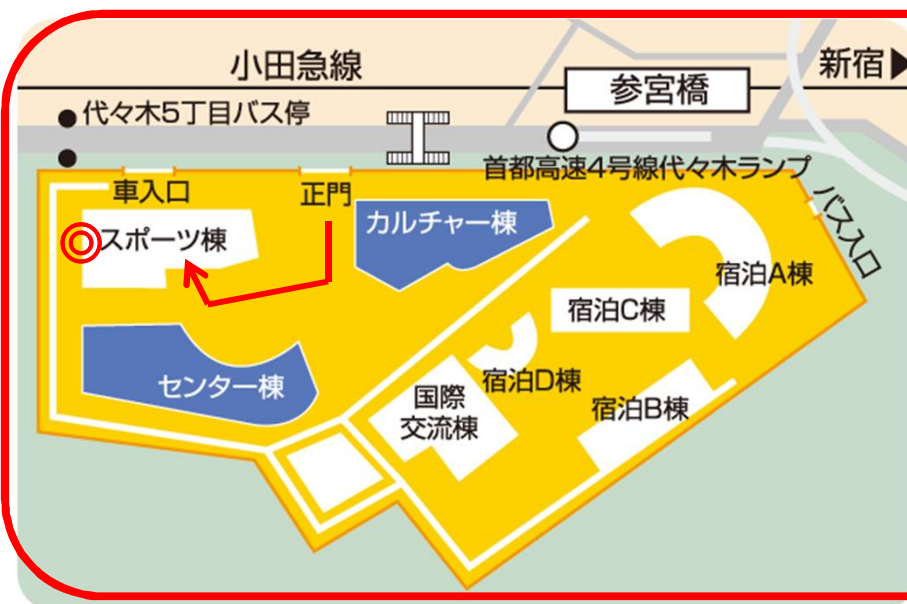 小田急線
新宿▶
参宮橋
代々木5丁目バス停
首都高速4号線代々木ランプ
車入口
正門
バス入口
カルチャー棟
スポーツ棟
宿泊A棟
宿泊C棟
センター棟
宿泊D棟
国際
交流棟
宿泊B棟